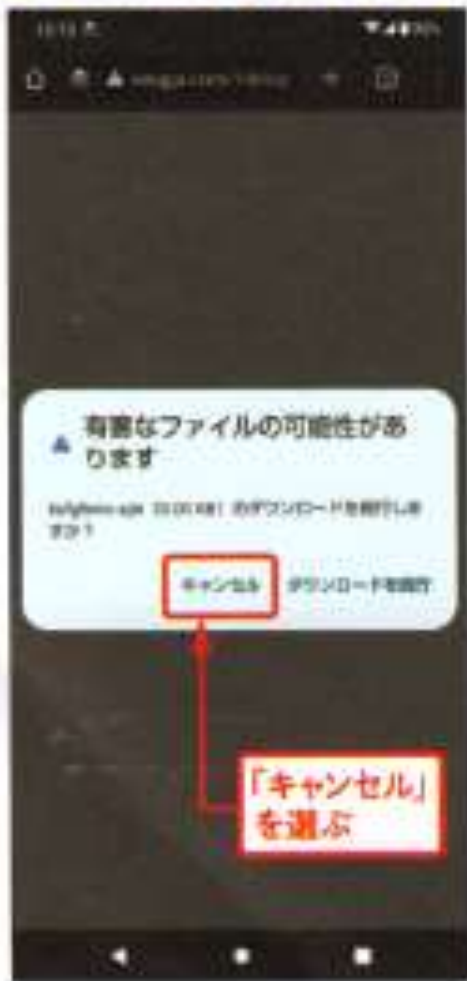 有害なファイルの可能性があ
ります
のダウンロードを続行しま
すか？
キャンセル ダウンロードを続行
「キャンセル」
を選ぶ